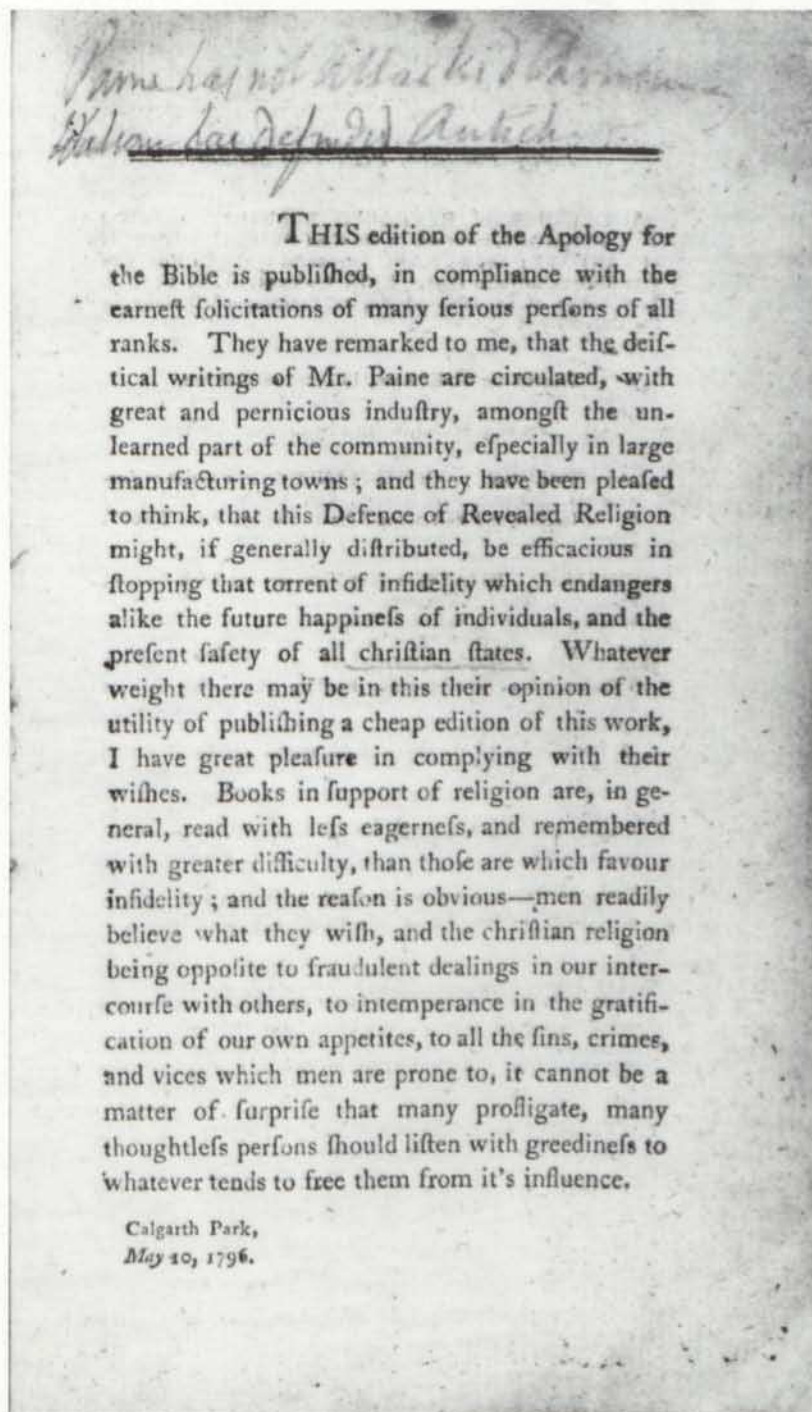 Paine has not Attacked
Watson has defended Antich
THIS edition of the Apology for
the Bible is publiſhed, in compliance with the
earneſt ſolicitations of many ſerious perſons of all
ranks. They have remarked to me, that the deiſ-
tical writings of Mr. Paine are circulated, with
great and pernicious induſtry, amongſt the un-
learned part of the community, eſpecially in large
manufacturing towns; and they have been pleaſed
to think, that this Defence of Revealed Religion
might, if generally diſtributed, be efficacious in
ſtopping that torrent of infidelity which endangers
alike the future happineſs of individuals, and the
preſent ſafety of all chriſtian ſtates. Whatever
weight there may be in this their opinion of the
utility of publiſhing a cheap edition of this work,
I have great pleaſure in complying with their
wiſhes. Books in ſupport of religion are, in ge-
neral, read with leſs eagerneſs, and remembered
with greater difficulty, than thoſe are which favour
infidelity; and the reaſon is obvious—men readily
believe what they wiſh, and the chriſtian religion
being oppoſite to fraudulent dealings in our inter-
courſe with others, to intemperance in the gratifi-
cation of our own appetites, to all the ſins, crimes,
and vices which men are prone to, it cannot be a
matter of ſurpriſe that many profligate, many
thoughtleſs perſons ſhould liſten with greedineſs to
whatever tends to free them from it's influence.
Calgarth Park,
May 10, 1796.